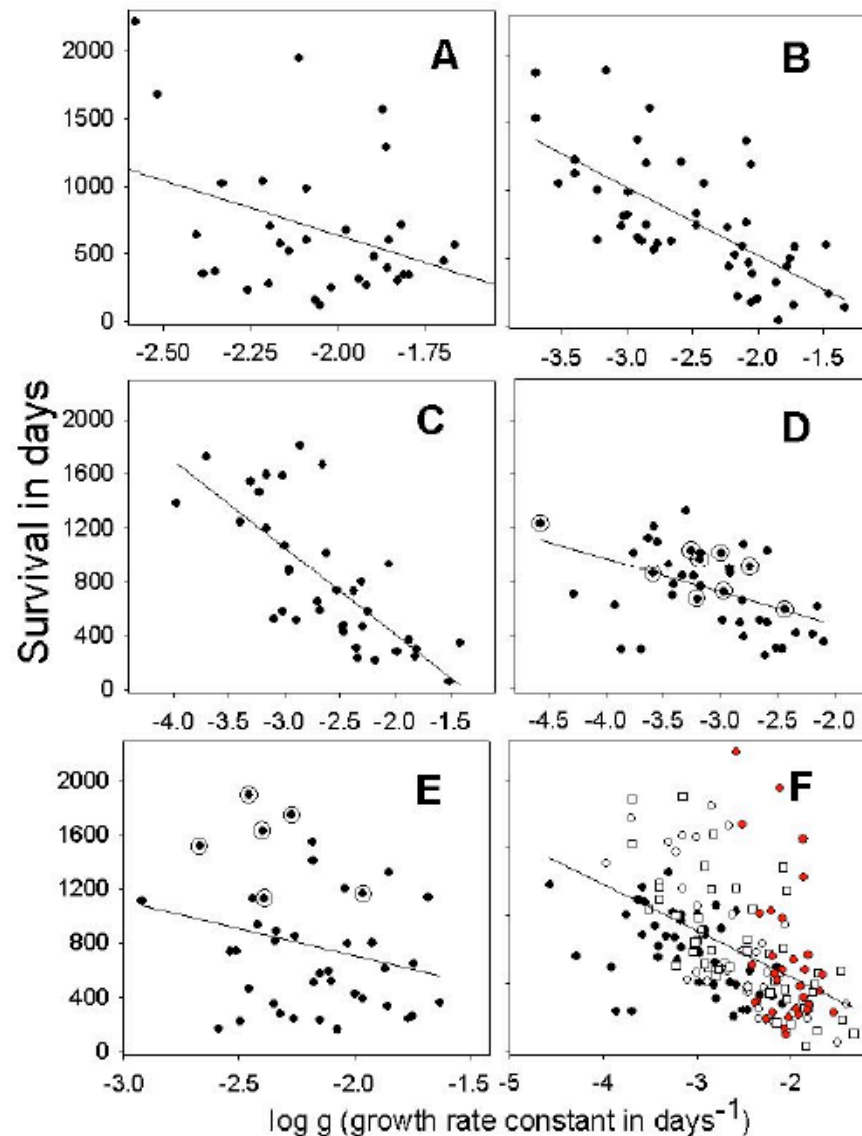 A
B
2000
1500
1000
500
0
-2.50 -2.25 -2.00 -1.75
-3.5 -3.0 -2.5 -2.0 -1.5
C
D
2000
1600
1200
800
400
0
-4.0 -3.5 -3.0 -2.5 -2.0 -1.5
-4.5 -4.0 -3.5 -3.0 -2.5 -2.0
Survival in days
E
F
2000
1600
1200
800
400
0
-3.0 -2.5 -2.0 -1.5
-5 -4 -3 -2
log g (growth rate constant in days⁻¹)